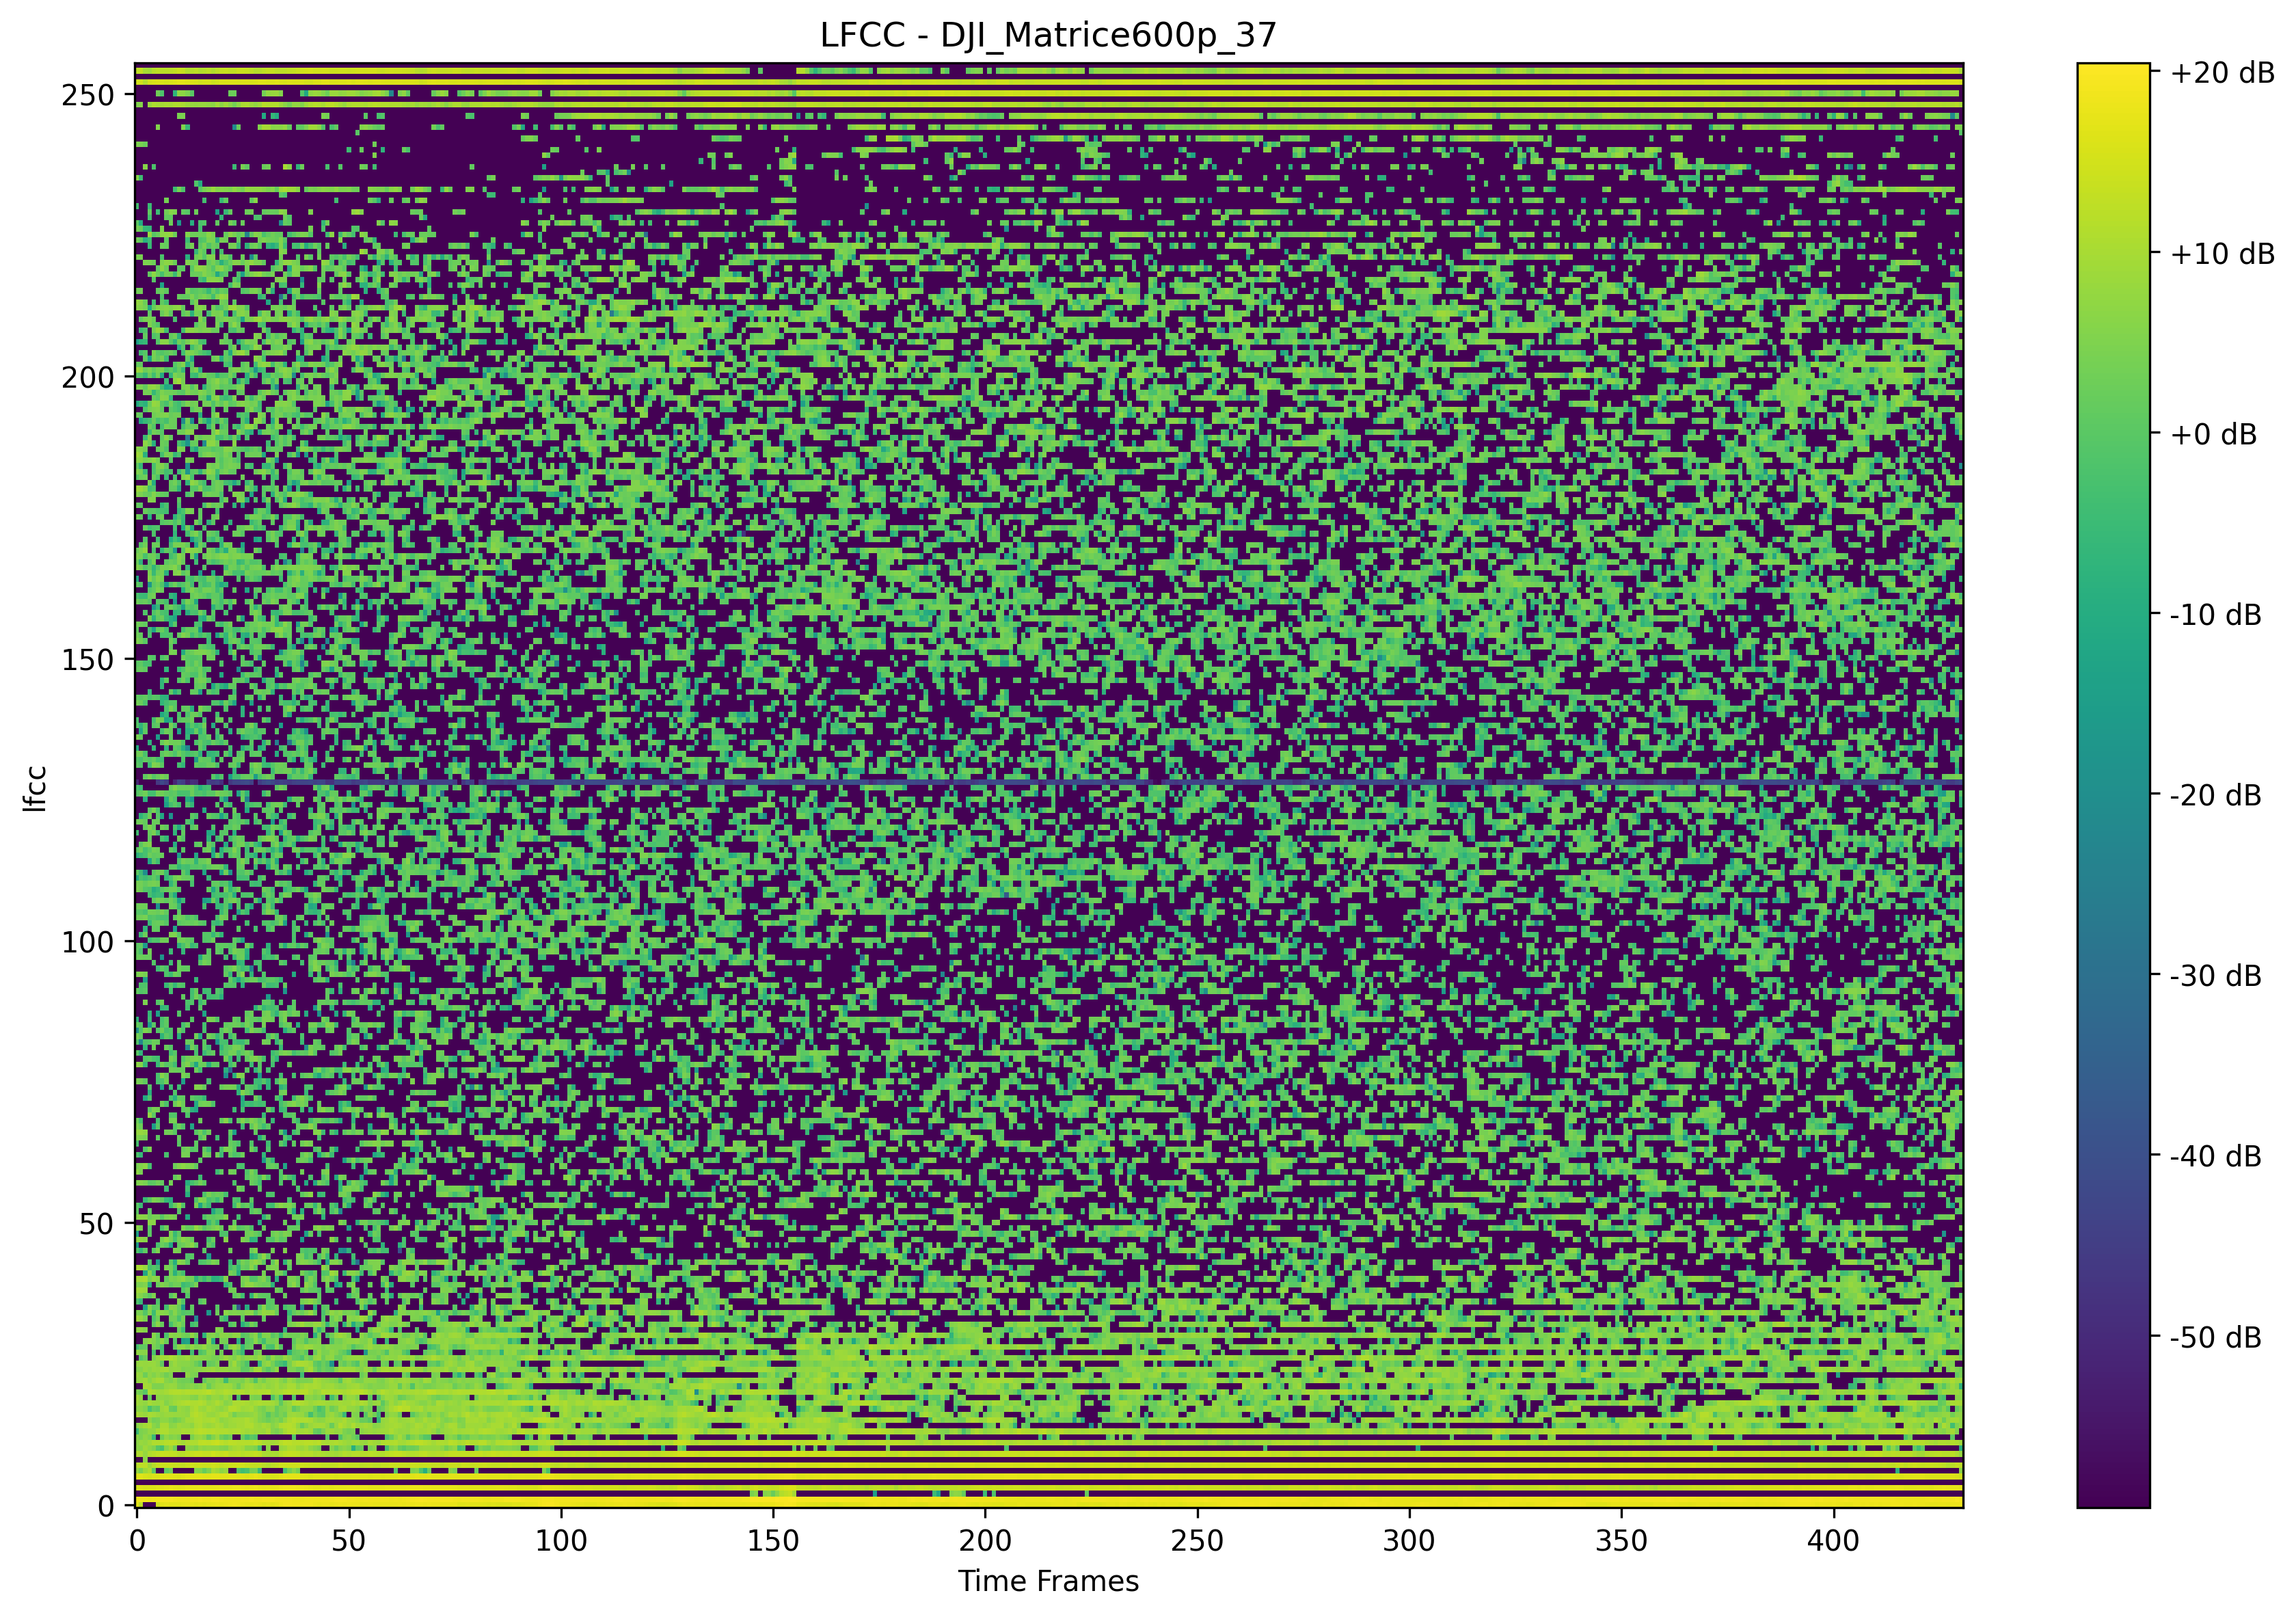 LFCC - DJI_Matrice600p_37
250
200
150
100
50
0
lfcc
0 50 100 150 200 250 300 350 400
Time Frames
+20 dB
+10 dB
+0 dB
-10 dB
-20 dB
-30 dB
-40 dB
-50 dB